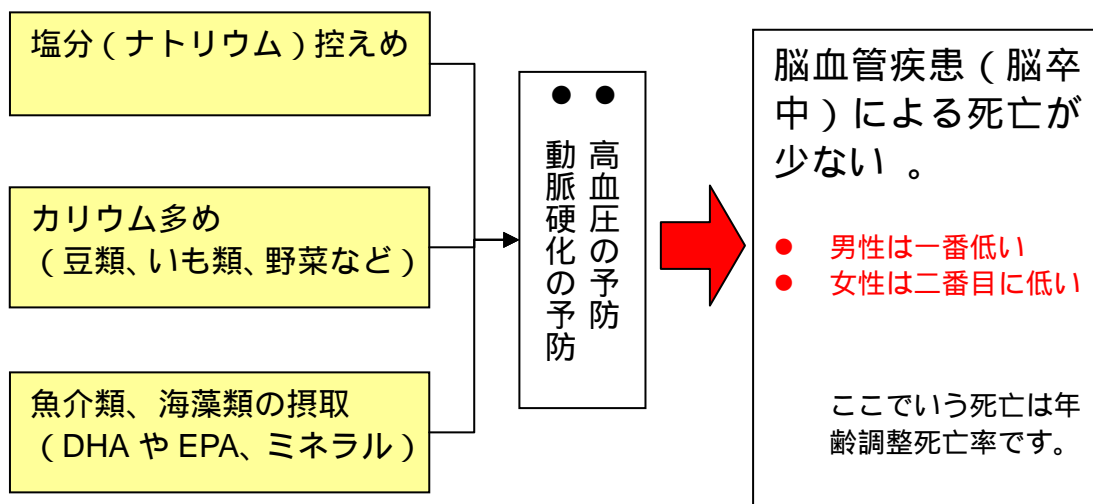 塩分（ナトリウム）控えめ
カリウム多め
（豆類、いも類、野菜など）
魚介類、海藻類の摂取
（DHA や EPA、ミネラル）
● 高血圧の予防
● 動脈硬化の予防
脳血管疾患（脳卒
中）による死亡が
少ない 。
● 男性は一番低い
● 女性は二番目に低い
ここでいう死亡は年
齢調整死亡率です。